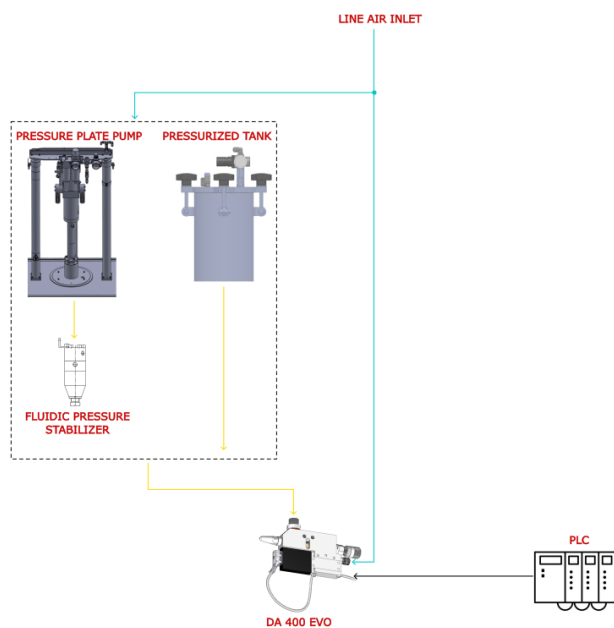 LINE AIR INLET
PRESSURE PLATE PUMP
PRESSURIZED TANK
FLUIDIC PRESSURE
STABILIZER
PLC
DA 400 EVO